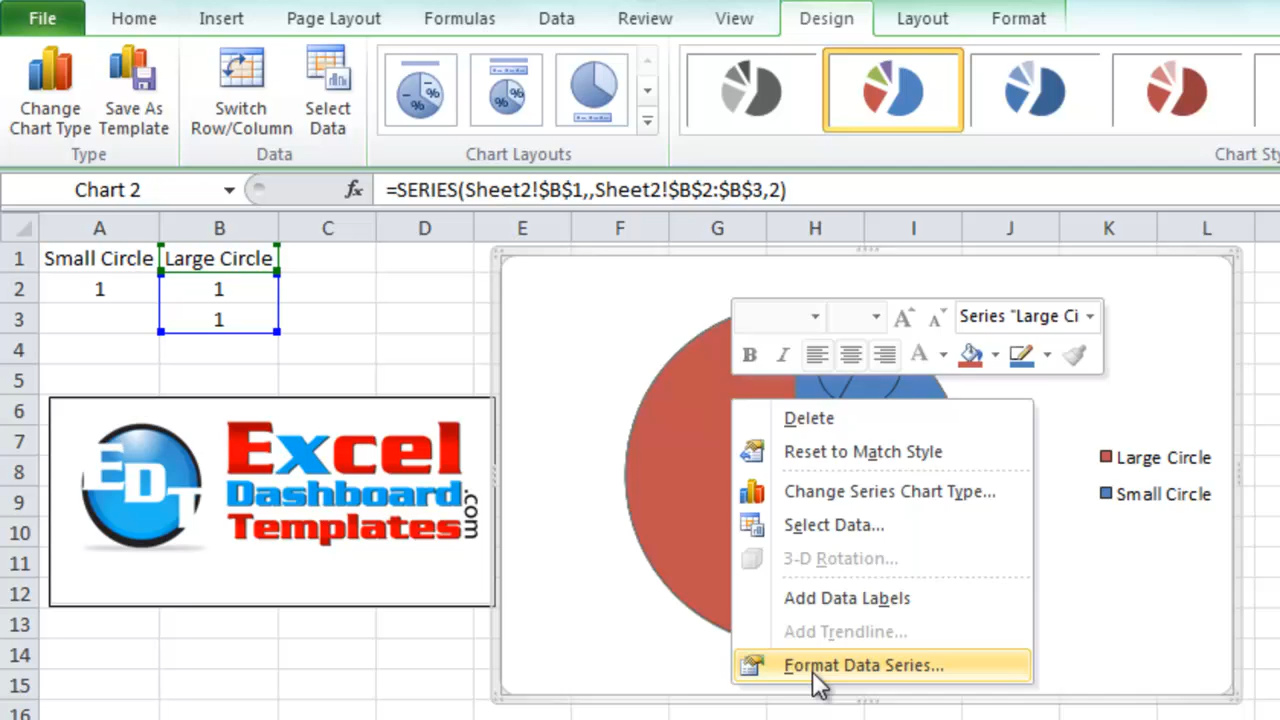 File Home Insert Page Layout Formulas Data Review View Design Layout Format
Change
Chart Type
Save As
Template
Switch
Row/Column
Select
Data
Type
Data
Chart Layouts
Chart Sty
Chart 2
fx
=SERIES(Sheet2!$B$1,,Sheet2!$B$2:$B$3,2)
A B C D E F G H I J K L
1 Small Circle Large Circle
2 1 1
3 1
4
5
6
7
8
9
10
11
12
13
14
15
16
EDT
Excel
Dashboard
Templates
.com
Series "Large Ci
B I A
Delete
Reset to Match Style
Change Series Chart Type...
Select Data...
3-D Rotation...
Add Data Labels
Add Trendline...
Format Data Series...
Large Circle
Small Circle